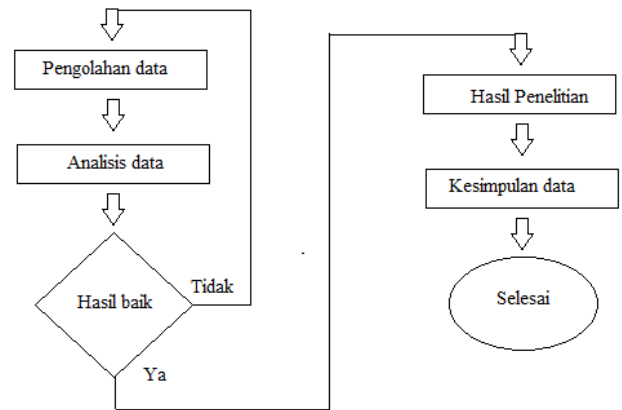 Pengolahan data
Analisis data
Hasil baik
Tidak
Ya
Hasil Penelitian
Kesimpulan data
Selesai